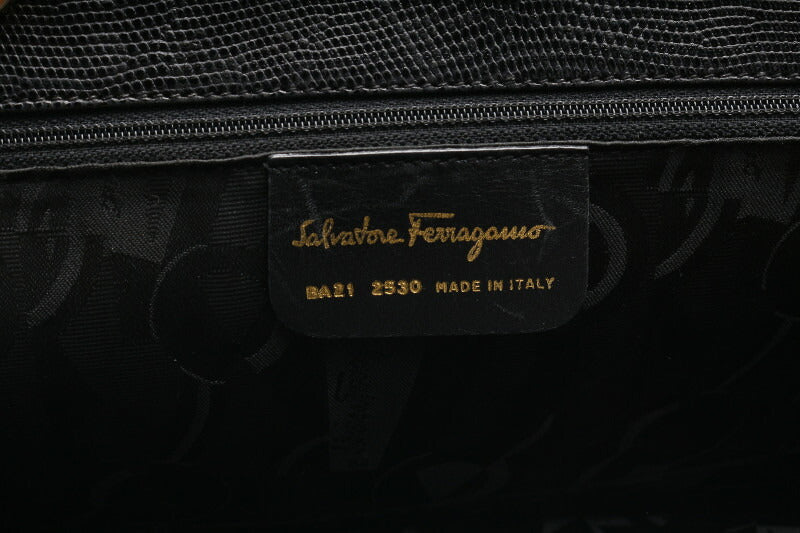 Salvatore Ferragamo
BA21 2530 MADE IN ITALY